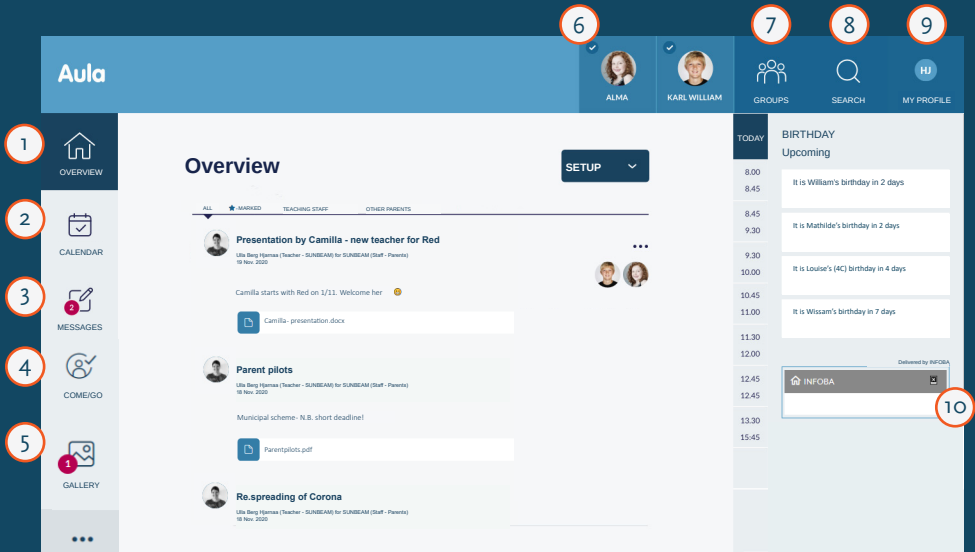 6
7
8
9
Aula
ALMA
KARL WILLIAM
GROUPS
SEARCH
HJ
MY PROFILE
1
OVERVIEW
2
CALENDAR
3
2
MESSAGES
4
COME/GO
5
1
GALLERY
Overview
SETUP
ALL
-MARKED
TEACHING STAFF
OTHER PARENTS
Presentation by Camilla - new teacher for Red
Ulla Berg Hjarnaa (Teacher - SUNBEAM) for SUNBEAM (Staff - Parents)
19 Nov. 2020
Camilla starts with Red on 1/11. Welcome her
Camilla- presentation.docx
Parent pilots
Ulla Berg Hjarnaa (Teacher - SUNBEAM) for SUNBEAM (Staff - Parents)
18 Nov. 2020
Municipal scheme- N.B. short deadline!
Parentpilots.pdf
Re.spreading of Corona
Ulla Berg Hjarnaa (Teacher - SUNBEAM) for SUNBEAM (Staff - Parents)
18 Nov. 2020
TODAY
8.00
8.45
8.45
9.30
9.30
10.00
10.45
11.00
11.30
12.00
12.45
12.45
13.30
15:45
BIRTHDAY
Upcoming
It is William's birthday in 2 days
It is Mathilde's birthday in 2 days
It is Louise's (4C) birthday in 4 days
It is Wissam's birthday in 7 days
Delivered by INFOBA
INFOBA
10